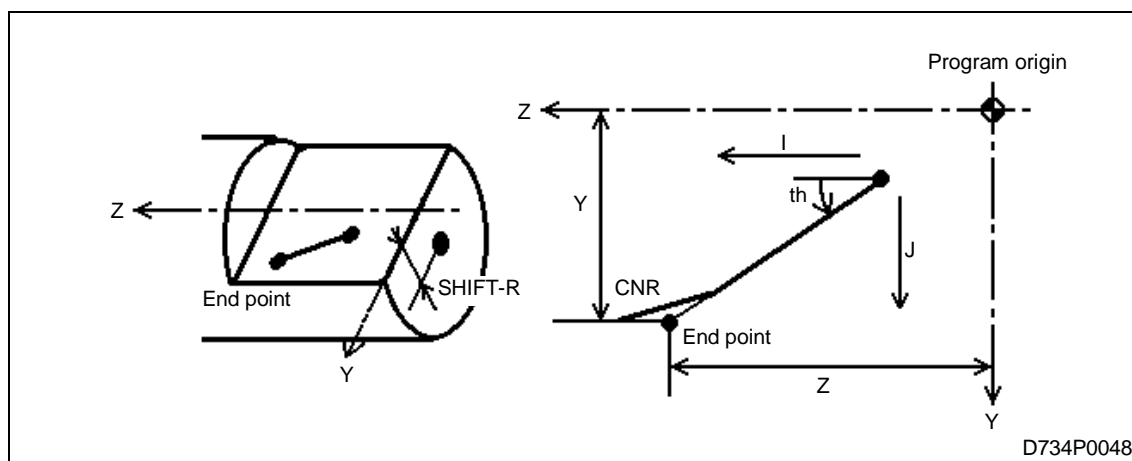 Z
End point
SHIFT-R
Y
Program origin
Z
I
Y
th
J
CNR
End point
Z
Y
D734P0048